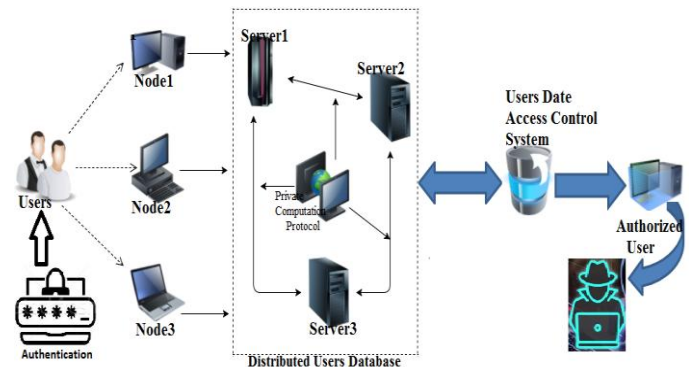 Server1
Node1
Server2
Users Date
Access Control
System
Users
Node2
Private
Computation
Protocol
Authorized
User
****_
Node3
Server3
Authentication
Distributed Users Database